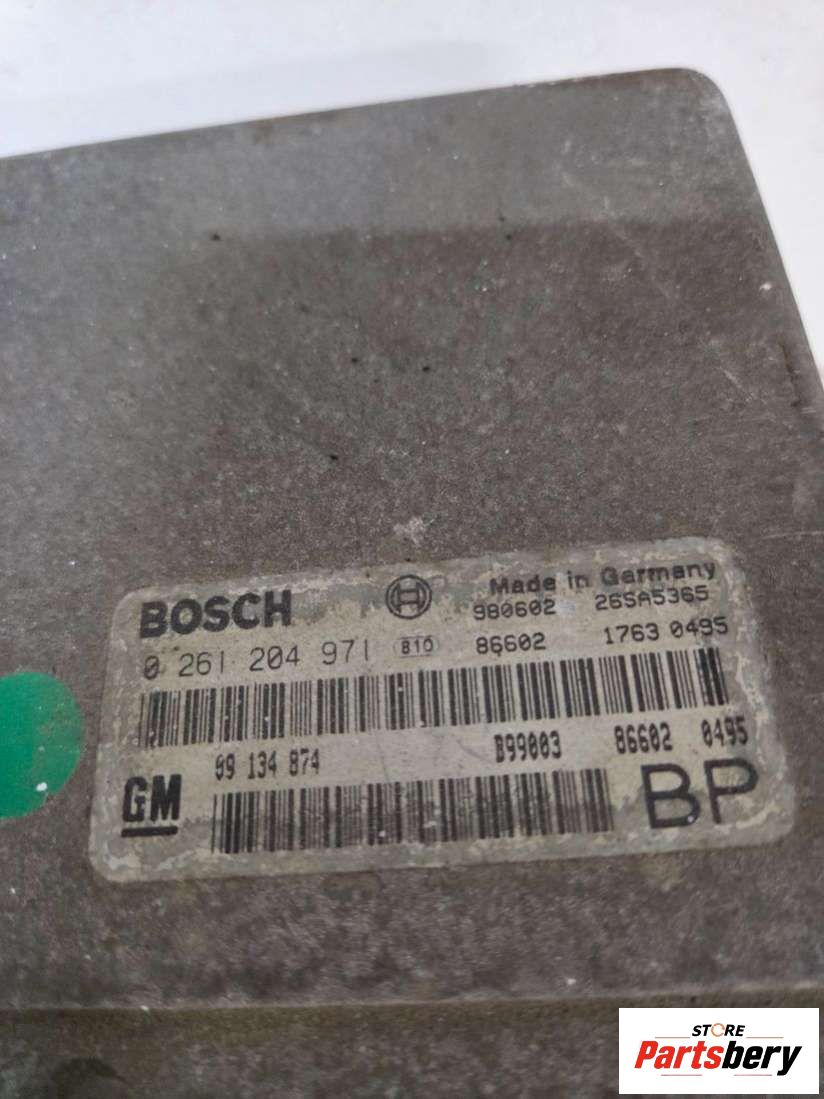 BOSCH
Made in Germany
980602 26SA5365
0 261 204 971 B10 86602 1763 0495
09 134 874 B99003 86602 0495
GM
BP
STORE
Partsbery